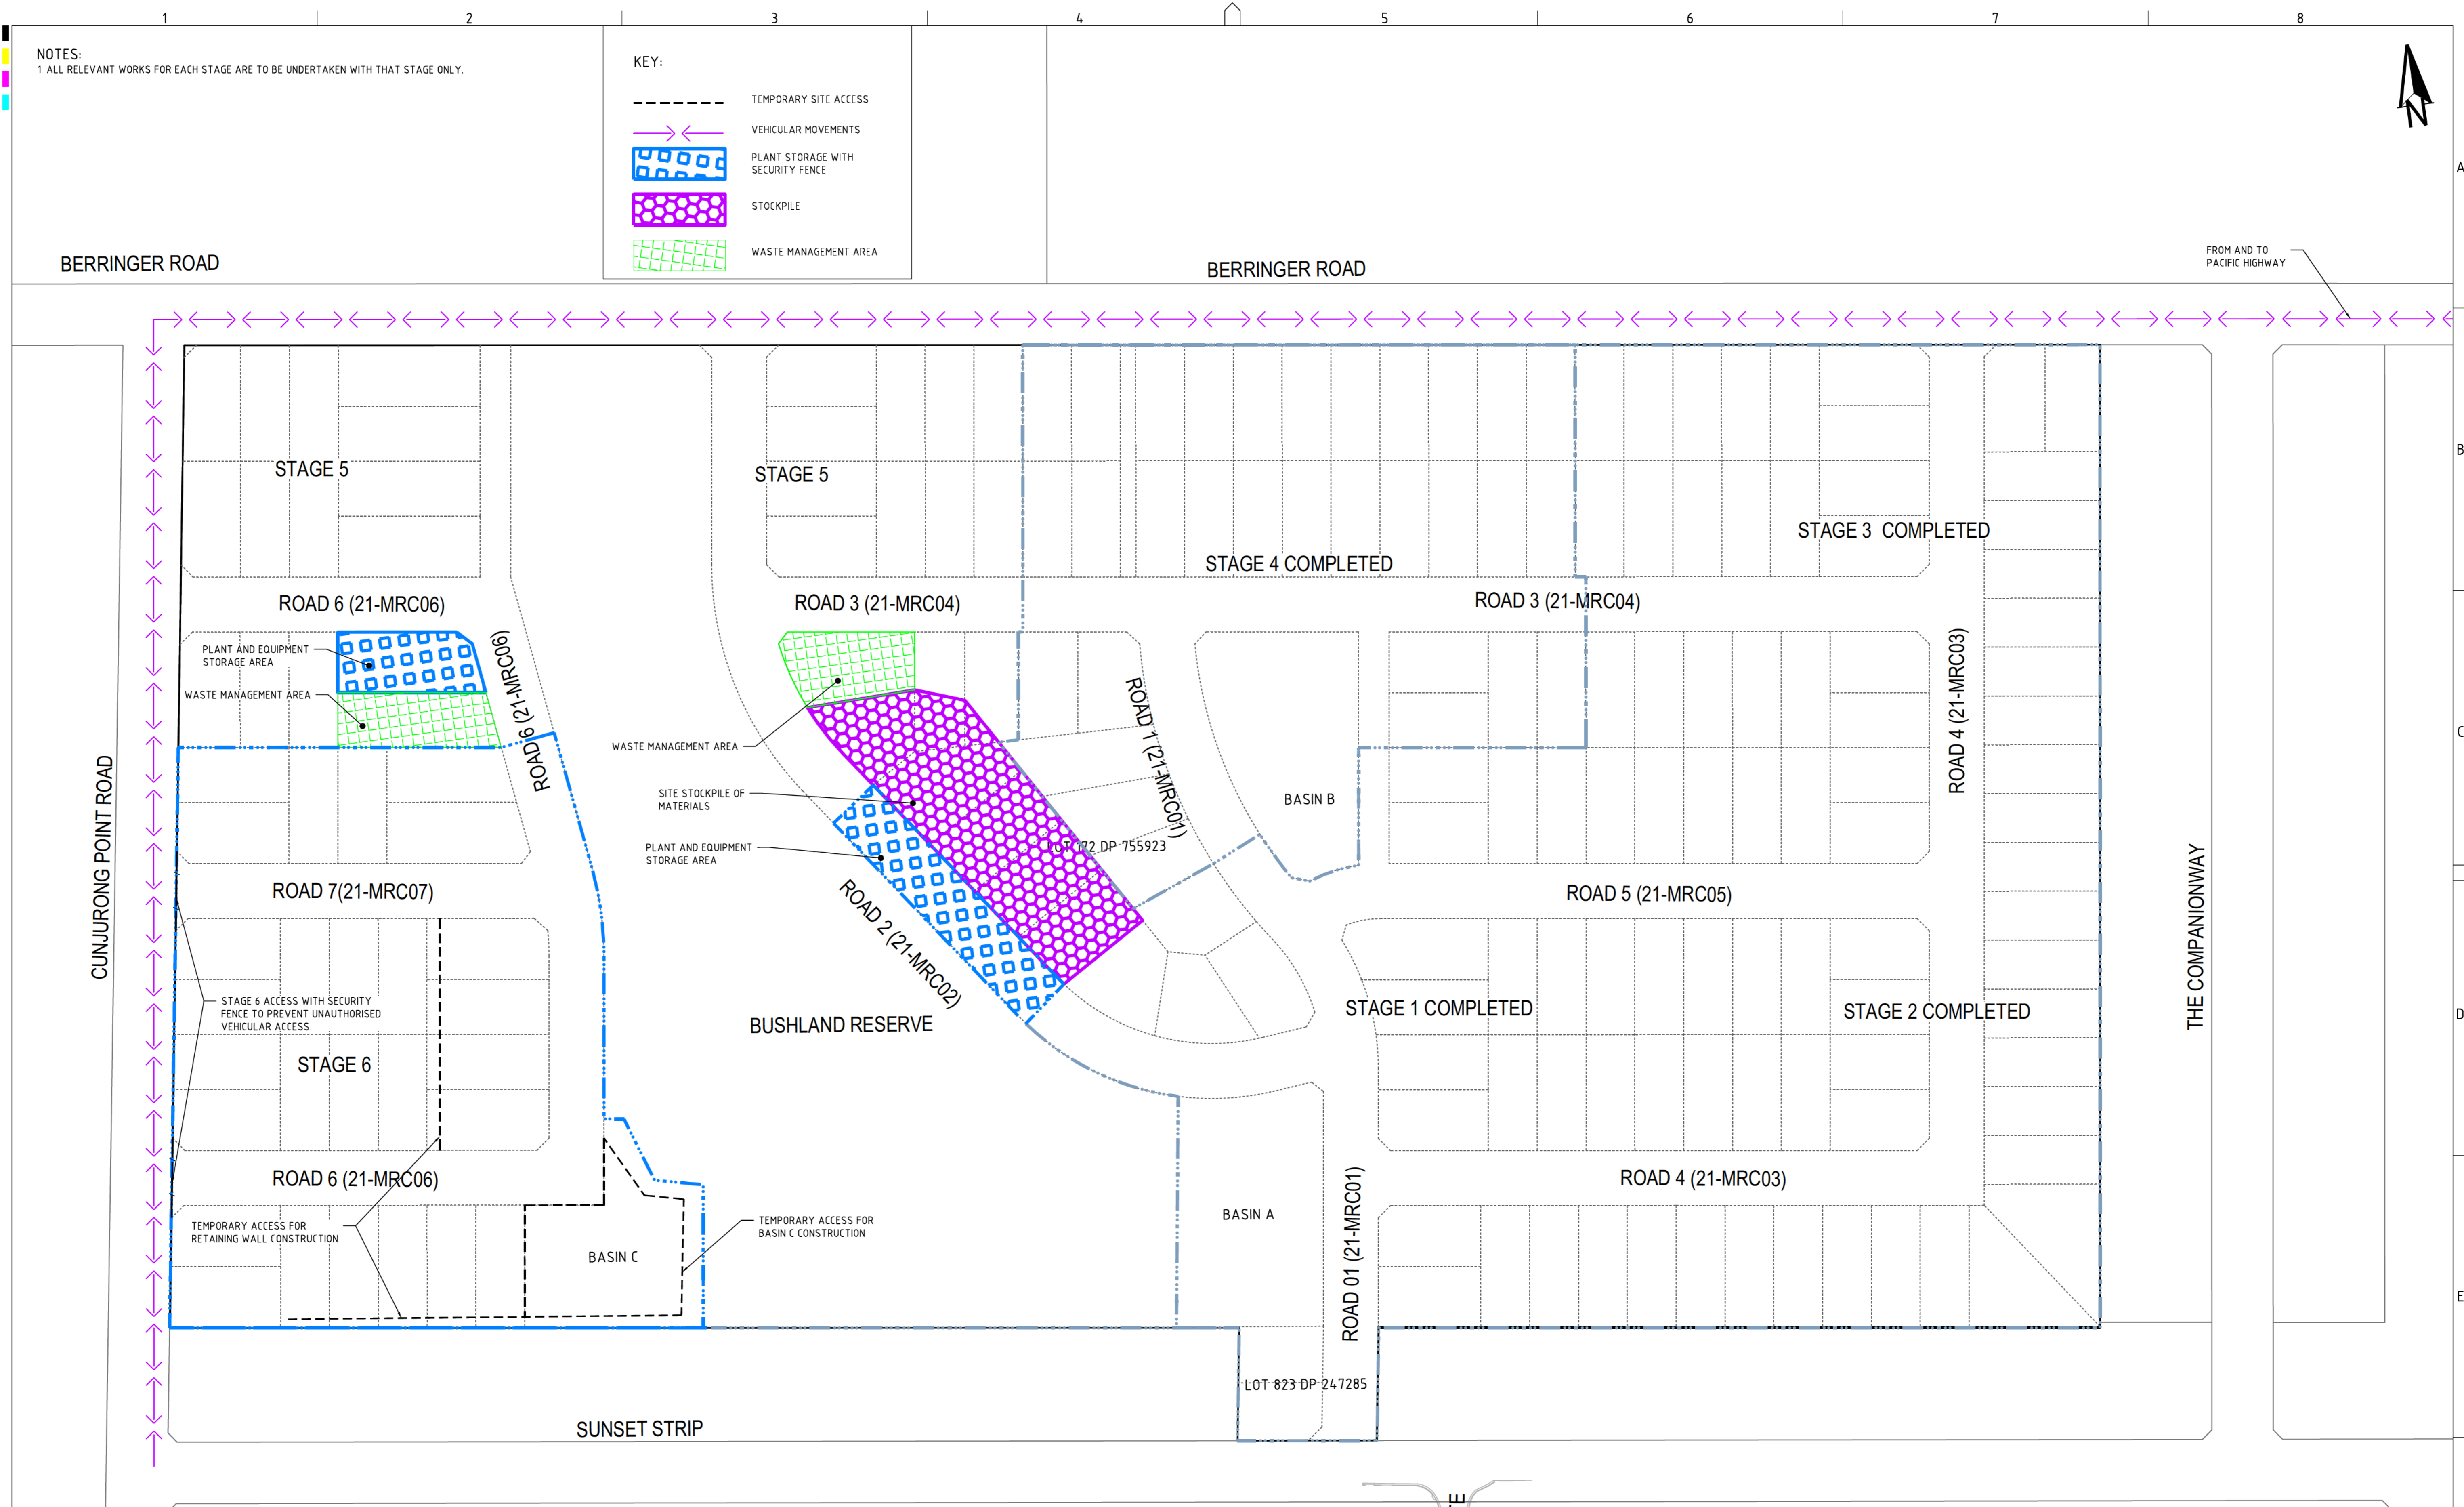 1 2 3 4 5 6 7 8
NOTES:
1 ALL RELEVANT WORKS FOR EACH STAGE ARE TO BE UNDERTAKEN WITH THAT STAGE ONLY.
KEY:
TEMPORARY SITE ACCESS
VEHICULAR MOVEMENTS
PLANT STORAGE WITH
SECURITY FENCE
STOCKPILE
WASTE MANAGEMENT AREA
N
A
BERRINGER ROAD
BERRINGER ROAD
FROM AND TO
PACIFIC HIGHWAY
B
STAGE 5
STAGE 5
STAGE 4 COMPLETED
STAGE 3 COMPLETED
ROAD 6 (21-MRC06)
ROAD 3 (21-MRC04)
ROAD 3 (21-MRC04)
PLANT AND EQUIPMENT
STORAGE AREA
WASTE MANAGEMENT AREA
ROAD 6 (21-MRC06)
WASTE MANAGEMENT AREA
SITE STOCKPILE OF
MATERIALS
PLANT AND EQUIPMENT
STORAGE AREA
ROAD 1 (21-MRC01)
BASIN B
LOT 172 DP 755923
ROAD 4 (21-MRC03)
C
CUNJURONG POINT ROAD
ROAD 7(21-MRC07)
ROAD 2 (21-MRC02)
ROAD 5 (21-MRC05)
THE COMPANIONWAY
STAGE 6 ACCESS WITH SECURITY
FENCE TO PREVENT UNAUTHORISED
VEHICULAR ACCESS
BUSHLAND RESERVE
STAGE 1 COMPLETED
STAGE 2 COMPLETED
D
STAGE 6
ROAD 6 (21-MRC06)
ROAD 4 (21-MRC03)
TEMPORARY ACCESS FOR
RETAINING WALL CONSTRUCTION
BASIN C
TEMPORARY ACCESS FOR
BASIN C CONSTRUCTION
BASIN A
ROAD 01 (21-MRC01)
E
LOT 823 DP 247285
SUNSET STRIP